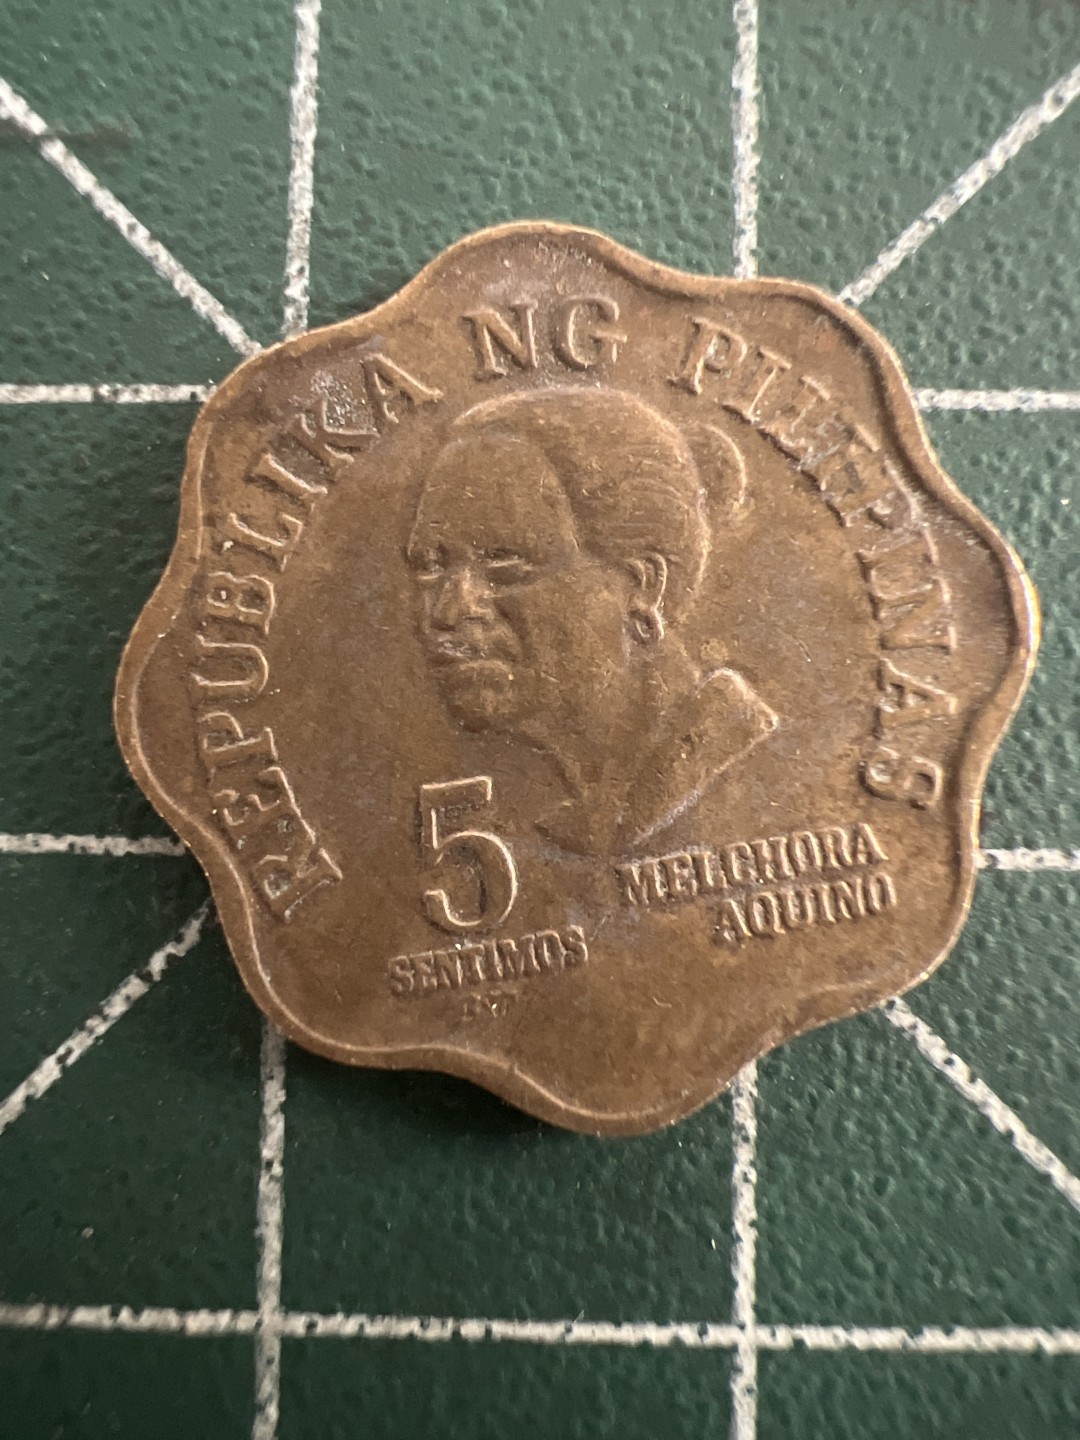 REPUBLIKA NG PILIPINAS
5
SENTIMOS
MELCHORA
AQUINO